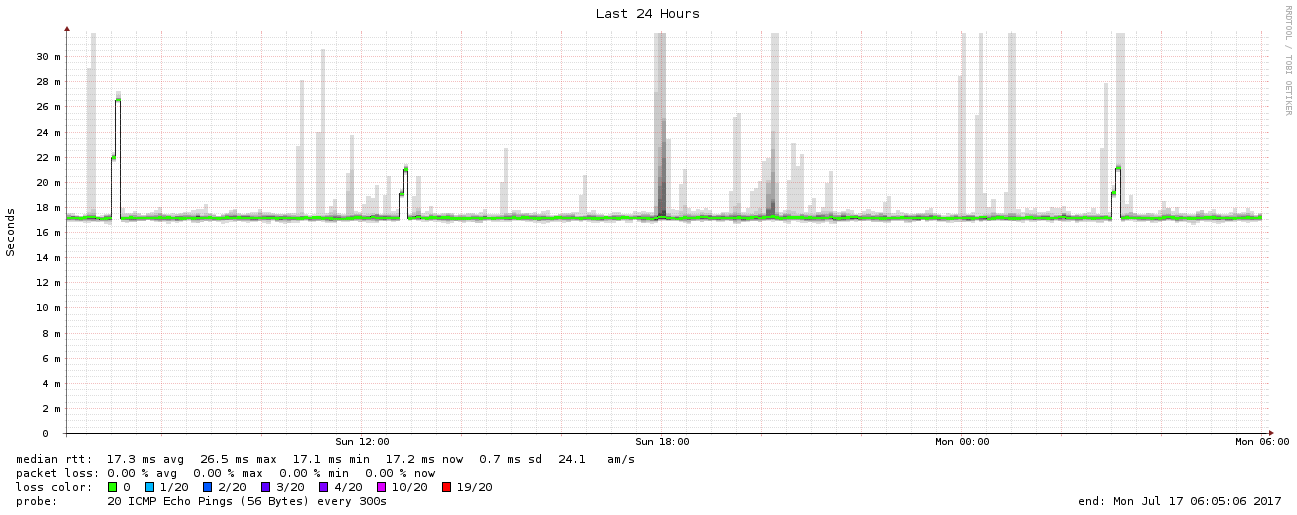 Last 24 Hours
RRDTOOL / TOBI OETIKER
Seconds
30 m
28 m
26 m
24 m
22 m
20 m
18 m
16 m
14 m
12 m
10 m
8 m
6 m
4 m
2 m
0
Sun 12:00 Sun 18:00 Mon 00:00 Mon 06:00
median rtt: 17.3 ms avg 26.5 ms max 17.1 ms min 17.2 ms now 0.7 ms sd 24.1 am/s
packet loss: 0.00 % avg 0.00 % max 0.00 % min 0.00 % now
loss color: 0 1/20 2/20 3/20 4/20 10/20 19/20
probe: 20 ICMP Echo Pings (56 Bytes) every 300s end: Mon Jul 17 06:05:06 2017